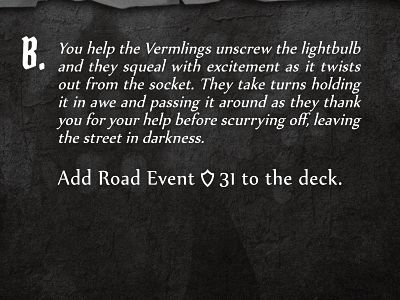 B.
You help the Vermlings unscrew the lightbulb
and they squeal with excitement as it twists
out from the socket. They take turns holding
it in awe and passing it around as they thank
you for your help before scurrying off, leaving
the street in darkness.
Add Road Event 31 to the deck.